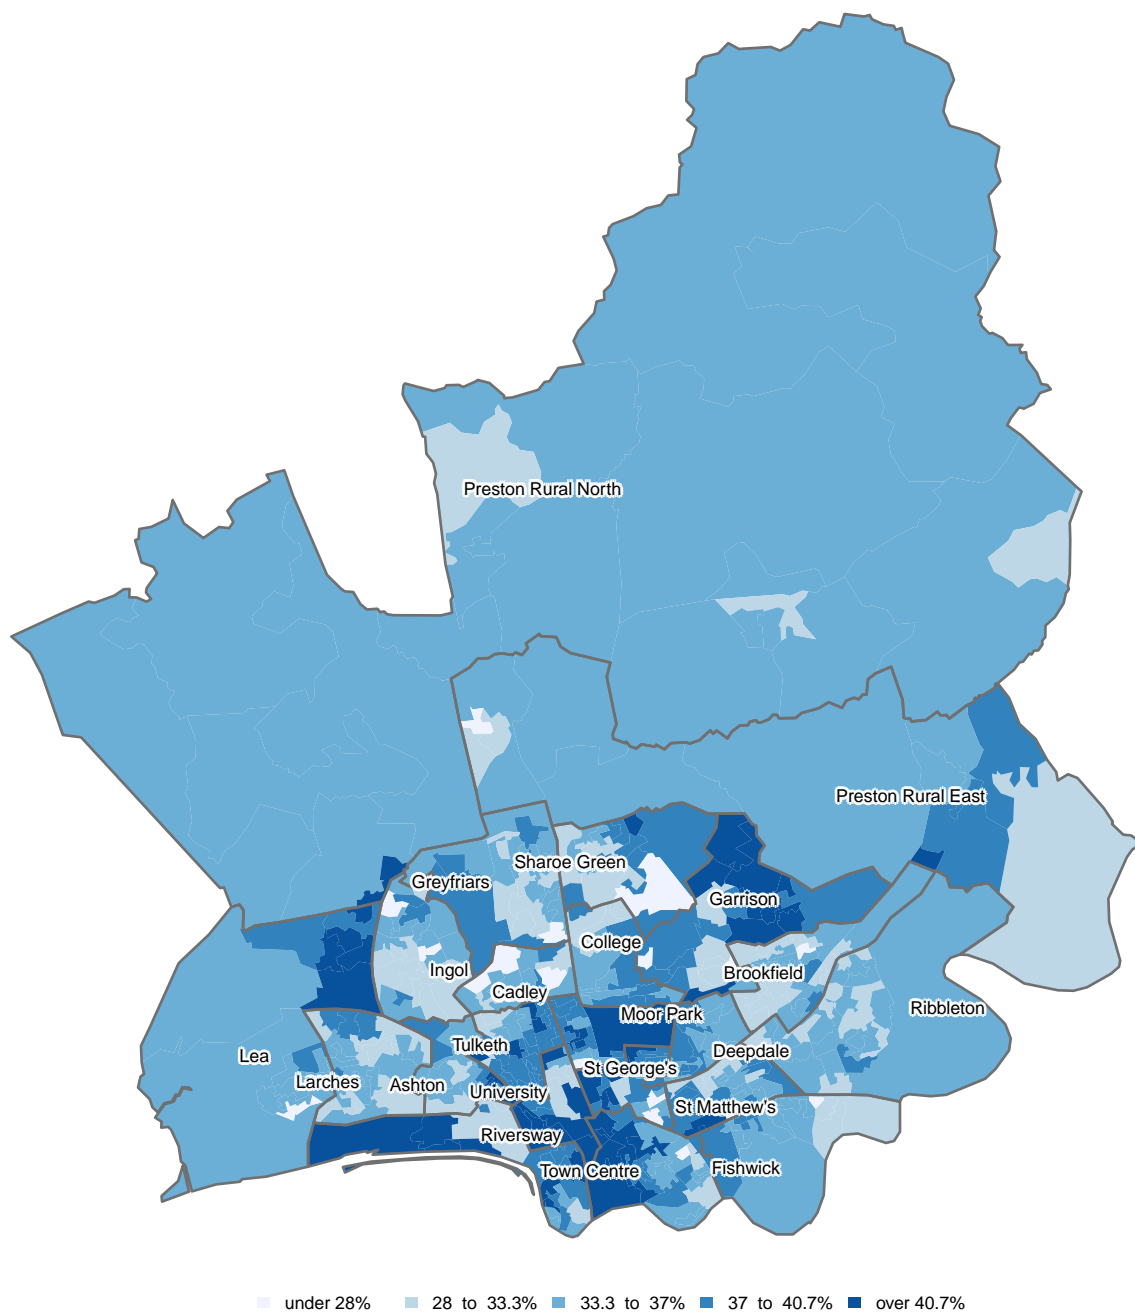 Preston Rural North
Preston Rural East
Sharoe Green
Greyfriars
Garrison
College
Ingol
Brookfield
Cadley
Ribbleton
Moor Park
Tulketh
Deepdale
Lea
St George's
Larches
Ashton
University
St Matthew's
Riversway
Fishwick
Town Centre
under 28% 28 to 33.3% 33.3 to 37% 37 to 40.7% over 40.7%